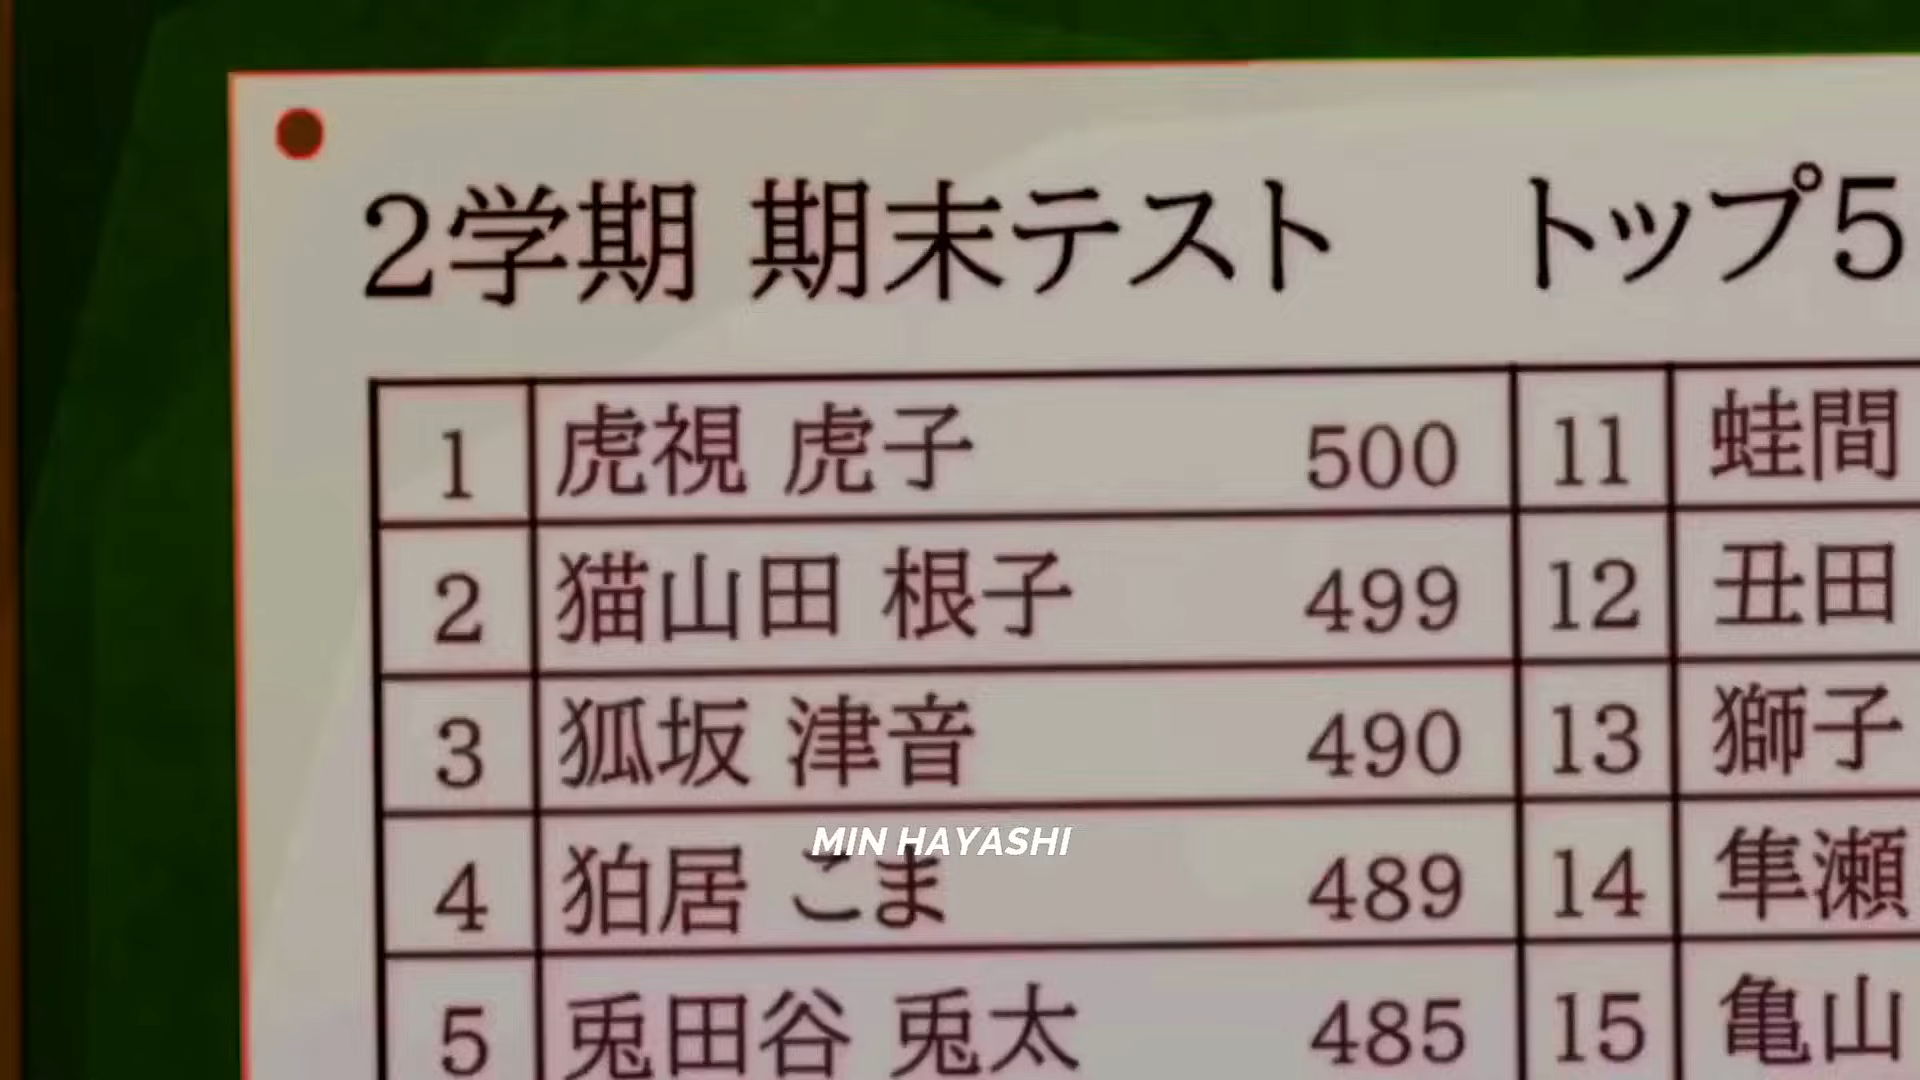 2学期 期末テスト トップ5
1 虎視 虎子 500 11 蛙間
2 猫山田 根子 499 12 丑田
3 狐坂 津音 490 13 獅子
MIN HAYASHI
4 狛居 こま 489 14 隼瀬
5 兎田谷 兎太 485 15 亀山